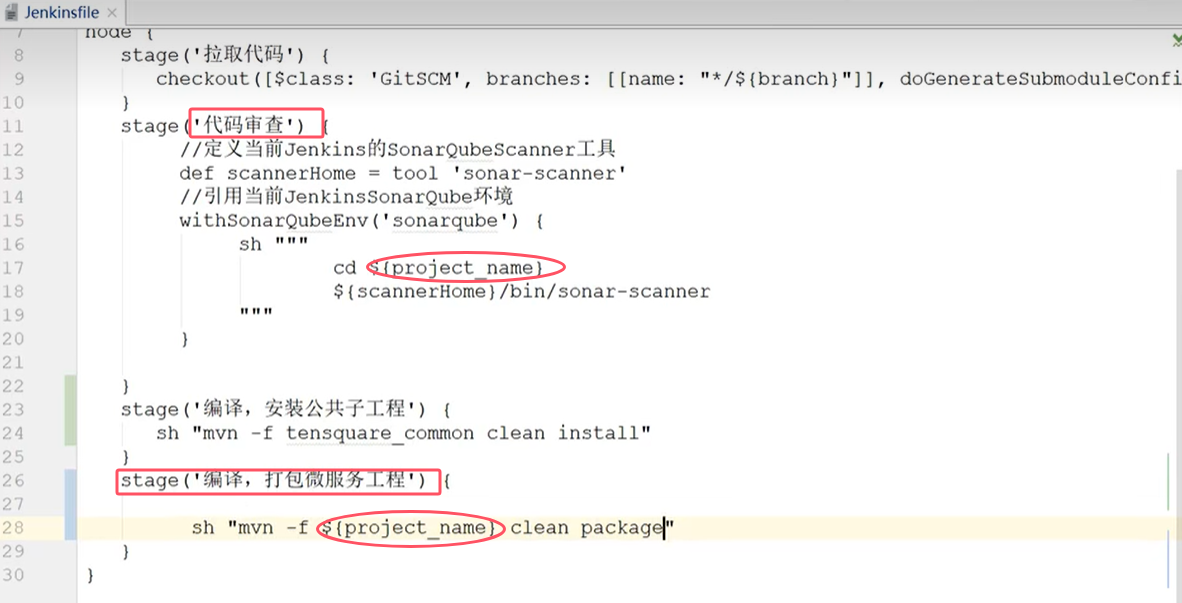 Jenkinsfile
7 node {
8 stage('拉取代码') {
9 checkout([$class: 'GitSCM', branches: [[name: "*/${branch}"]], doGenerateSubmoduleConfi
10 }
11 stage('代码审查') {
12 //定义当前Jenkins的SonarQubeScanner工具
13 def scannerHome = tool 'sonar-scanner'
14 //引用当前JenkinsSonarQube环境
15 withSonarQubeEnv('sonarqube') {
16 sh """
17 cd ${project_name}
18 ${scannerHome}/bin/sonar-scanner
19 """
20 }
21
22 }
23 stage('编译，安装公共子工程') {
24 sh "mvn -f tensquare_common clean install"
25 }
26 stage('编译，打包微服务工程') {
27
28 sh "mvn -f ${project_name} clean package"
29 }
30 }